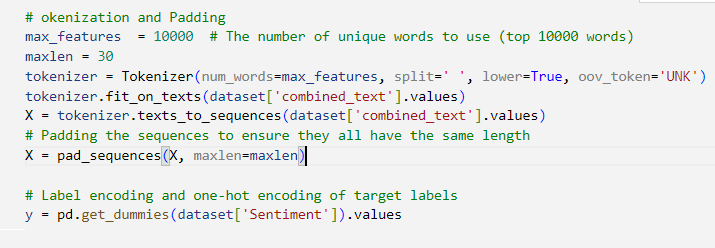 # okenization and Padding
max_features  = 10000  # The number of unique words to use (top 10000 words)
maxlen = 30
tokenizer = Tokenizer(num_words=max_features, split=' ', lower=True, oov_token='UNK')
tokenizer.fit_on_texts(dataset['combined_text'].values)
X = tokenizer.texts_to_sequences(dataset['combined_text'].values)
# Padding the sequences to ensure they all have the same length
X = pad_sequences(X, maxlen=maxlen)
# Label encoding and one-hot encoding of target labels
y = pd.get_dummies(dataset['Sentiment']).values